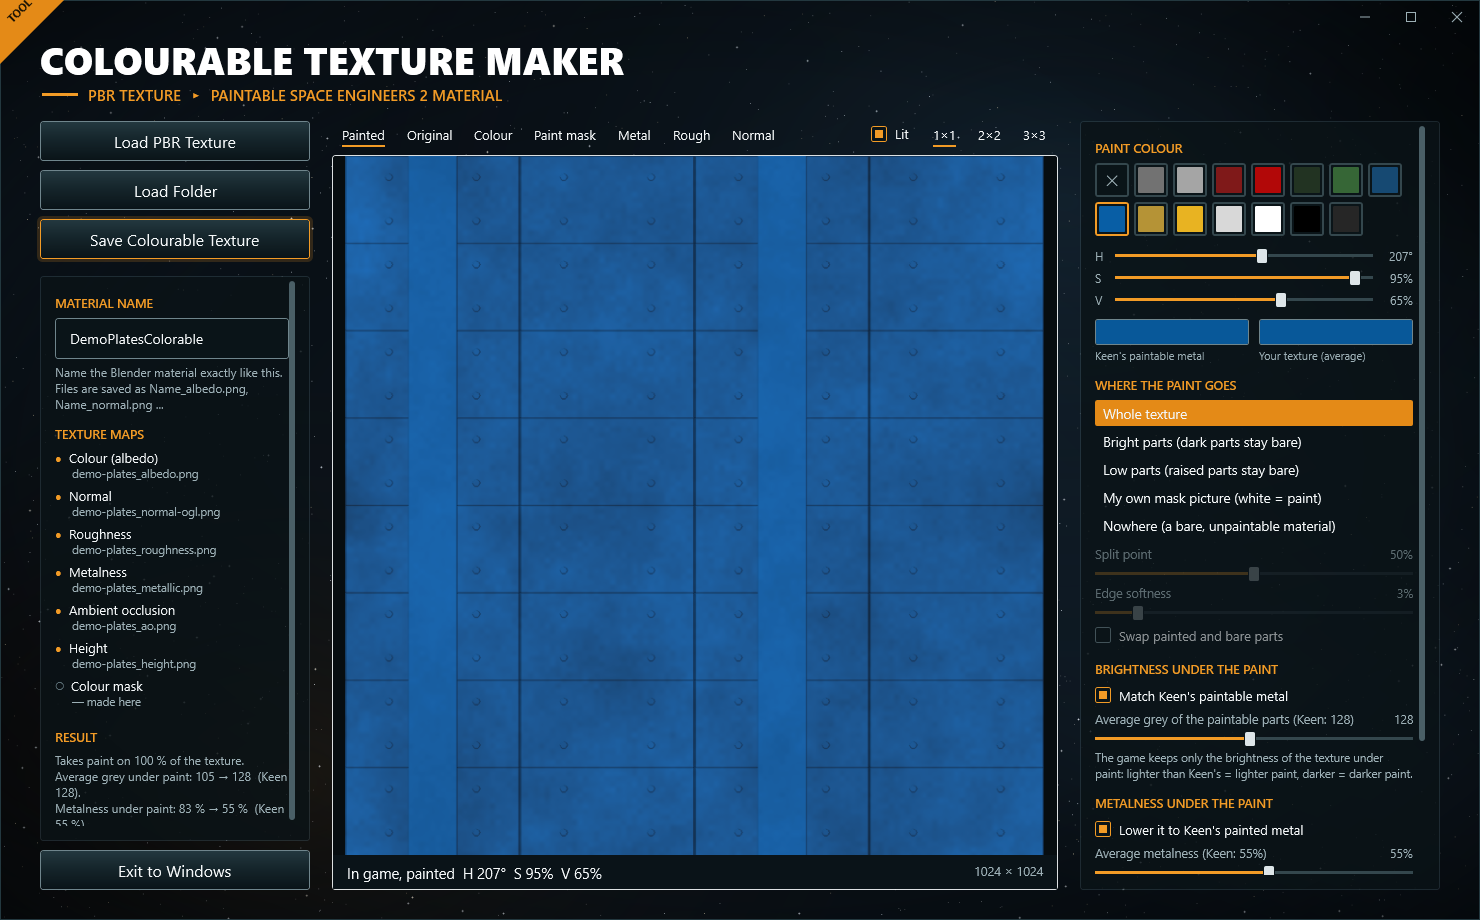 TOOL
COLOURABLE TEXTURE MAKER
PBR TEXTURE ▸ PAINTABLE SPACE ENGINEERS 2 MATERIAL
Load PBR Texture
Load Folder
Save Colourable Texture
MATERIAL NAME
DemoPlatesColorable
Name the Blender material exactly like this.
Files are saved as Name_albedo.png,
Name_normal.png ...
TEXTURE MAPS
Colour (albedo)
demo-plates_albedo.png
Normal
demo-plates_normal-ogl.png
Roughness
demo-plates_roughness.png
Metalness
demo-plates_metallic.png
Ambient occlusion
demo-plates_ao.png
Height
demo-plates_height.png
Colour mask
— made here
RESULT
Takes paint on 100 % of the texture.
Average grey under paint: 105 → 128 (Keen
128).
Metalness under paint: 83 % → 55 % (Keen
55 %)
Exit to Windows
Painted Original Colour Paint mask Metal Rough Normal Lit 1×1 2×2 3×3
In game, painted H 207° S 95% V 65% 1024 × 1024
PAINT COLOUR
H 207°
S 95%
V 65%
Keen's paintable metal Your texture (average)
WHERE THE PAINT GOES
Whole texture
Bright parts (dark parts stay bare)
Low parts (raised parts stay bare)
My own mask picture (white = paint)
Nowhere (a bare, unpaintable material)
Split point 50%
Edge softness 3%
Swap painted and bare parts
BRIGHTNESS UNDER THE PAINT
Match Keen's paintable metal
Average grey of the paintable parts (Keen: 128) 128
The game keeps only the brightness of the texture under
paint: lighter than Keen's = lighter paint, darker = darker paint.
METALNESS UNDER THE PAINT
Lower it to Keen's painted metal
Average metalness (Keen: 55%) 55%